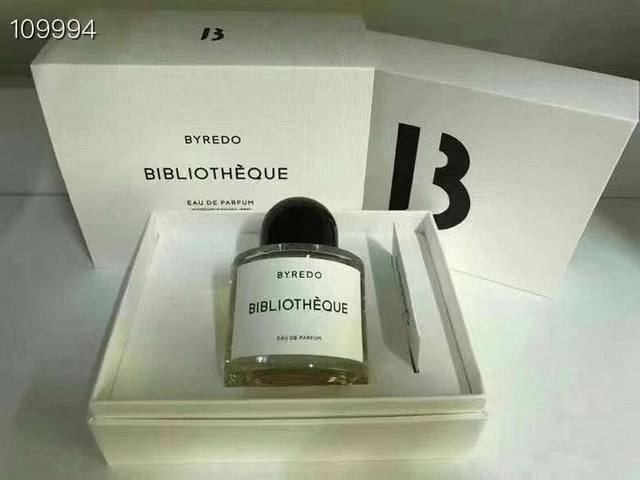 109994
B
BYREDO
BIBLIOTHÈQUE
EAU DE PARFUM
B
BYREDO
BIBLIOTHÈQUE
EAU DE PARFUM